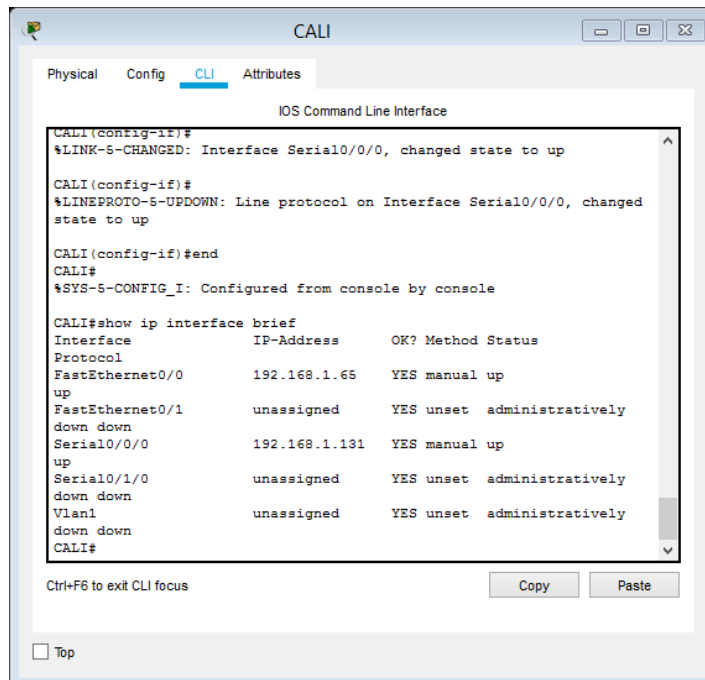 CALI
Physical Config CLI Attributes
IOS Command Line Interface
CALI(config-if)#
%LINK-5-CHANGED: Interface Serial0/0/0, changed state to up
CALI(config-if)#
%LINEPROTO-5-UPDOWN: Line protocol on Interface Serial0/0/0, changed
state to up
CALI(config-if)#end
CALI#
%SYS-5-CONFIG_I: Configured from console by console
CALI#show ip interface brief
Interface IP-Address OK? Method Status
Protocol
FastEthernet0/0 192.168.1.65 YES manual up
up
FastEthernet0/1 unassigned YES unset administratively
down down
Serial0/0/0 192.168.1.131 YES manual up
up
Serial0/1/0 unassigned YES unset administratively
down down
Vlan1 unassigned YES unset administratively
down down
CALI#
Ctrl+F6 to exit CLI focus Copy Paste
Top